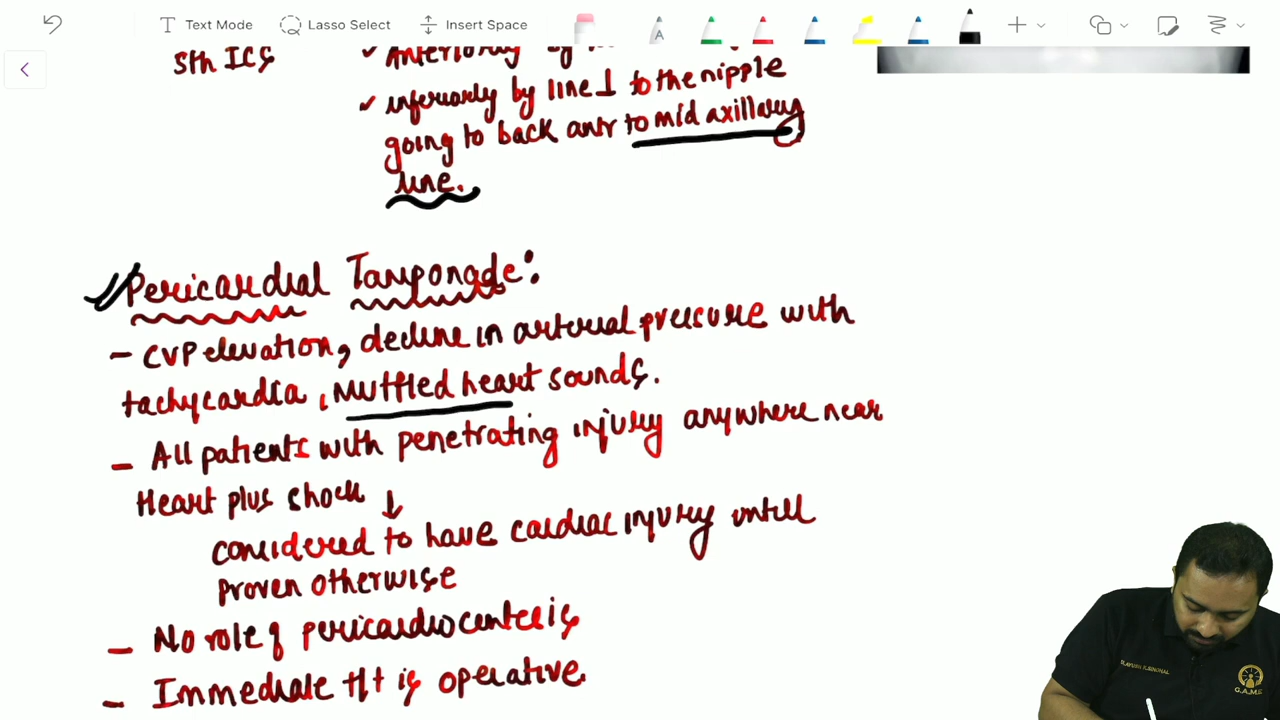 Text Mode
Lasso Select
Insert Space
5th ICS
✓ inferiorly by line ⊥ to the nipple
going to back antr to mid axillary
line.
Pericardial Tamponade:
- CVP elevation, decline in arterial pressure with
tachycardia, Muffled heart sounds.
- All patients with penetrating injury anywhere near
Heart plus shock ↓
considered to have cardiac injury untill
proven otherwise
- No role of pericardiocentesis
- Immediate t/t is operative
G.A.M.E